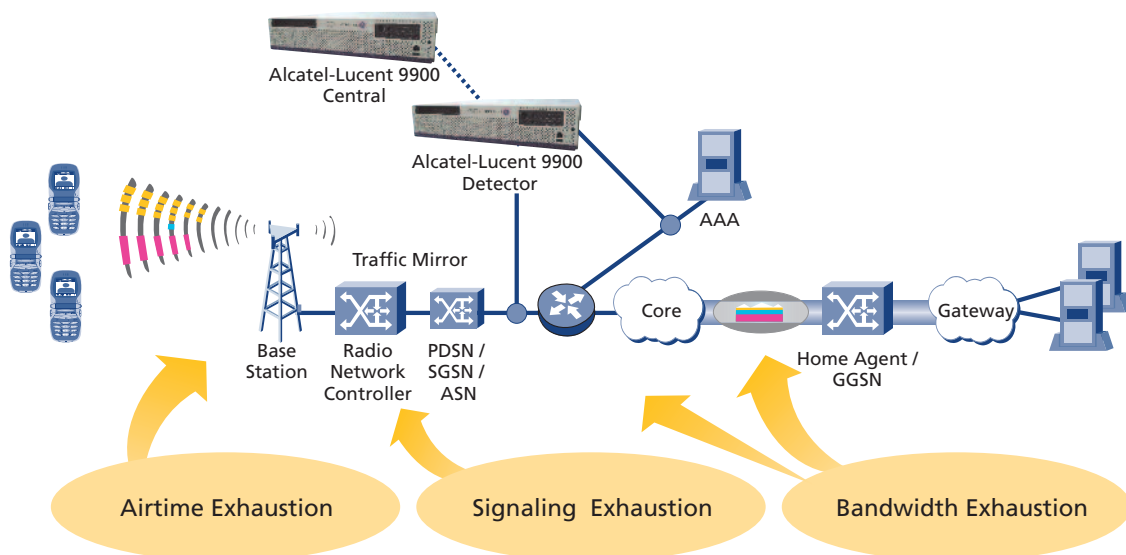 Alcatel-Lucent 9900
Central
Alcatel-Lucent 9900
Detector
AAA
Traffic Mirror
Core
Gateway
Base
Station
Radio
Network
Controller
PDSN /
SGSN /
ASN
Home Agent /
GGSN
Airtime Exhaustion
Signaling Exhaustion
Bandwidth Exhaustion